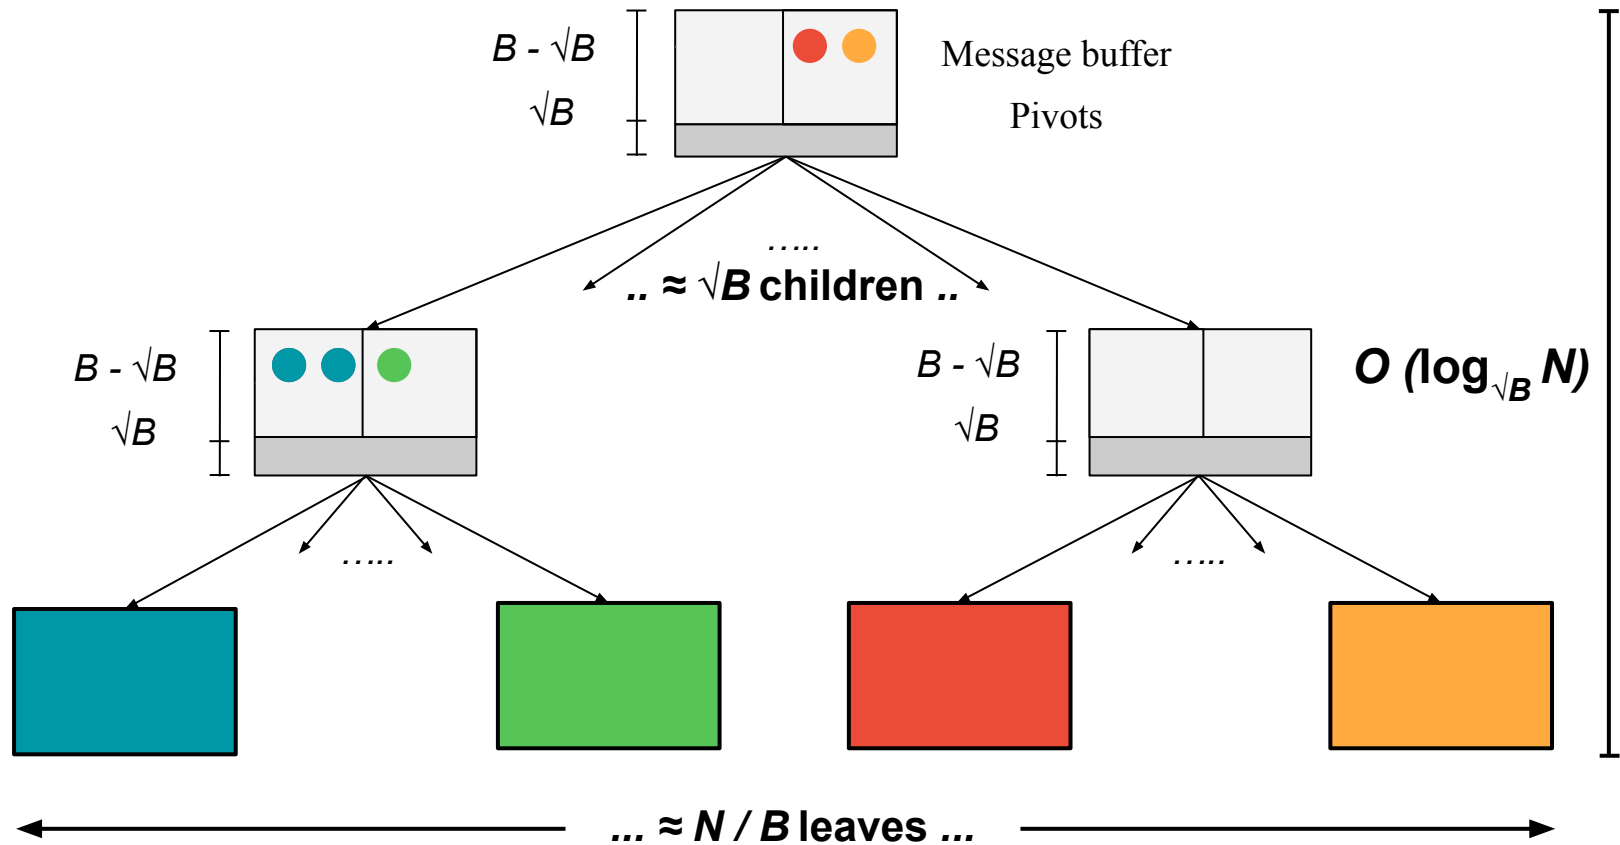 B - √B
√B
Message buffer
Pivots
.....
.. ≈ √B children ..
B - √B
√B
B - √B
√B
O (log√B N)
.....
.....
... ≈ N / B leaves ...